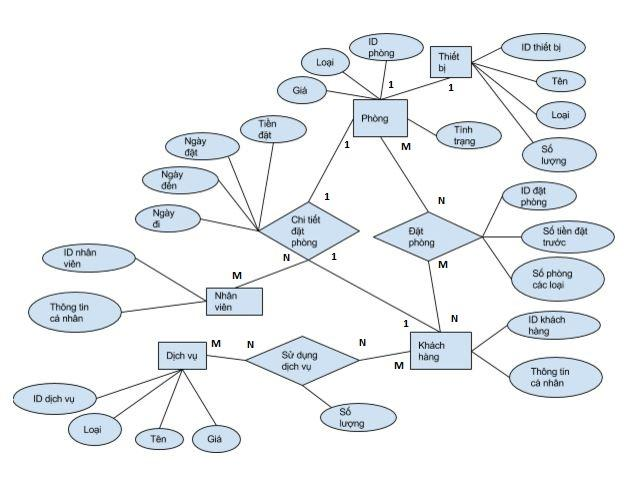 ID
phòng
Loại
Giá
Thiết
bị
ID thiết bị
Tên
Loại
Số
lượng
1
1
Phòng
Tình
trạng
1
M
Tiền
đặt
Ngày
đặt
Ngày
đến
Ngày
đi
1
Chi tiết
đặt
phòng
N
1
N
Đặt
phòng
M
ID đặt
phòng
Số tiền đặt
trước
Số phòng
các loại
ID nhân
viên
Thông tin
cá nhân
M
Nhân
viên
1
N
Khách
hàng
M
ID khách
hàng
Thông tin
cá nhân
Dịch vụ
M
N
Sử dụng
dịch vụ
N
Số
lượng
ID dịch vụ
Loại
Tên
Giá